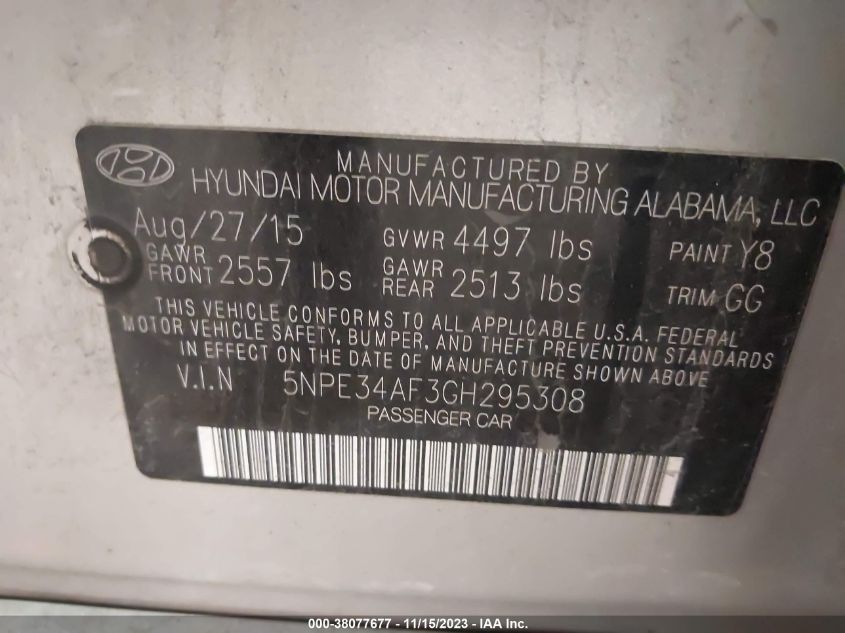 MANUFACTURED BY
HYUNDAI MOTOR MANUFACTURING ALABAMA, LLC
Aug/27/15 GVWR 4497 lbs PAINT Y8
GAWR FRONT 2557 lbs GAWR REAR 2513 lbs TRIM GG
THIS VEHICLE CONFORMS TO ALL APPLICABLE U.S.A. FEDERAL
MOTOR VEHICLE SAFETY, BUMPER, AND THEFT PREVENTION STANDARDS
IN EFFECT ON THE DATE OF MANUFACTURE SHOWN ABOVE
V.I.N 5NPE34AF3GH295308
PASSENGER CAR
000-38077677 - 11/15/2023 - IAA Inc.